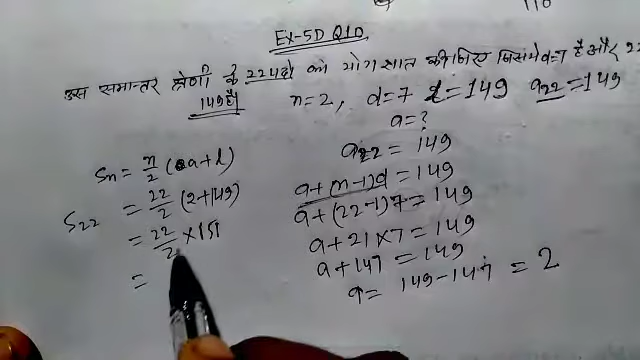 Ex-5D Q10
उस समान्तर श्रेणी के 22 पदों का योग ज्ञात कीजिए जिसमें d=7 है और 22
149 है।
n=2, d=7 l=149 a22=149
a=?
a22 = 149
a+(n-1)d = 149
a+(22-1)7 = 149
a+21×7 = 149
a+147 = 149
a= 149-147 = 2
Sn = n/2 (a+l)
S22 = 22/2 (2+149)
= 22/2 ×151
=